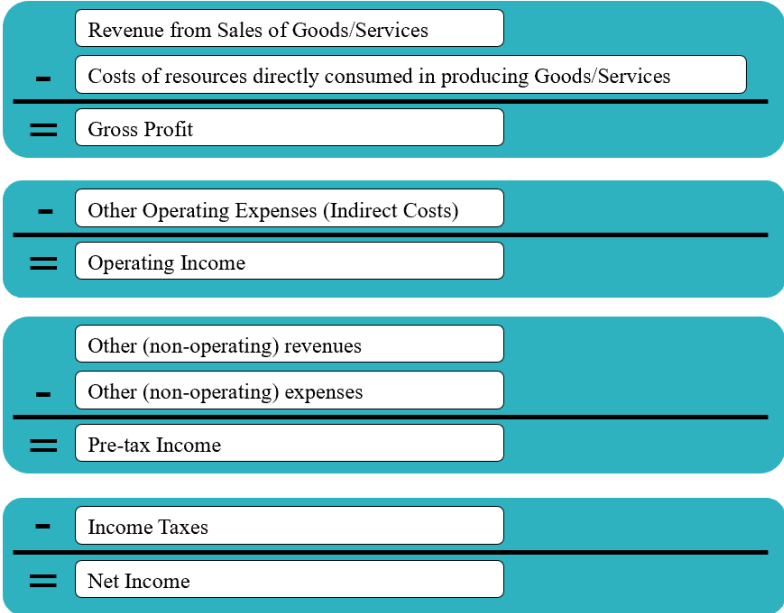 Revenue from Sales of Goods/Services
- Costs of resources directly consumed in producing Goods/Services
= Gross Profit
- Other Operating Expenses (Indirect Costs)
= Operating Income
Other (non-operating) revenues
- Other (non-operating) expenses
= Pre-tax Income
- Income Taxes
= Net Income